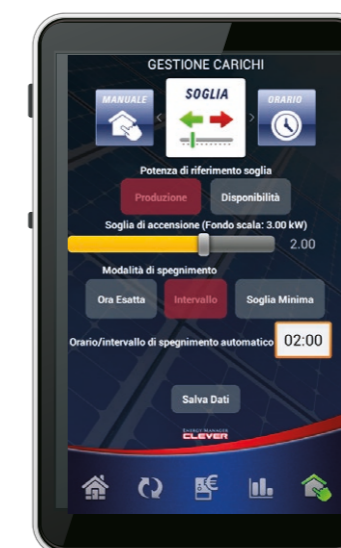 GESTIONE CARICHI
MANUALE SOGLIA ORARIO
Potenza di riferimento soglia
Produzione Disponibilità
Soglia di accensione (Fondo scala: 3.00 kW)
2.00
Modalità di spegnimento
Ora Esatta Intervallo Soglia Minima
Orario/intervallo di spegnimento automatico 02:00
Salva Dati
ENERGY MANAGER
CLEVER